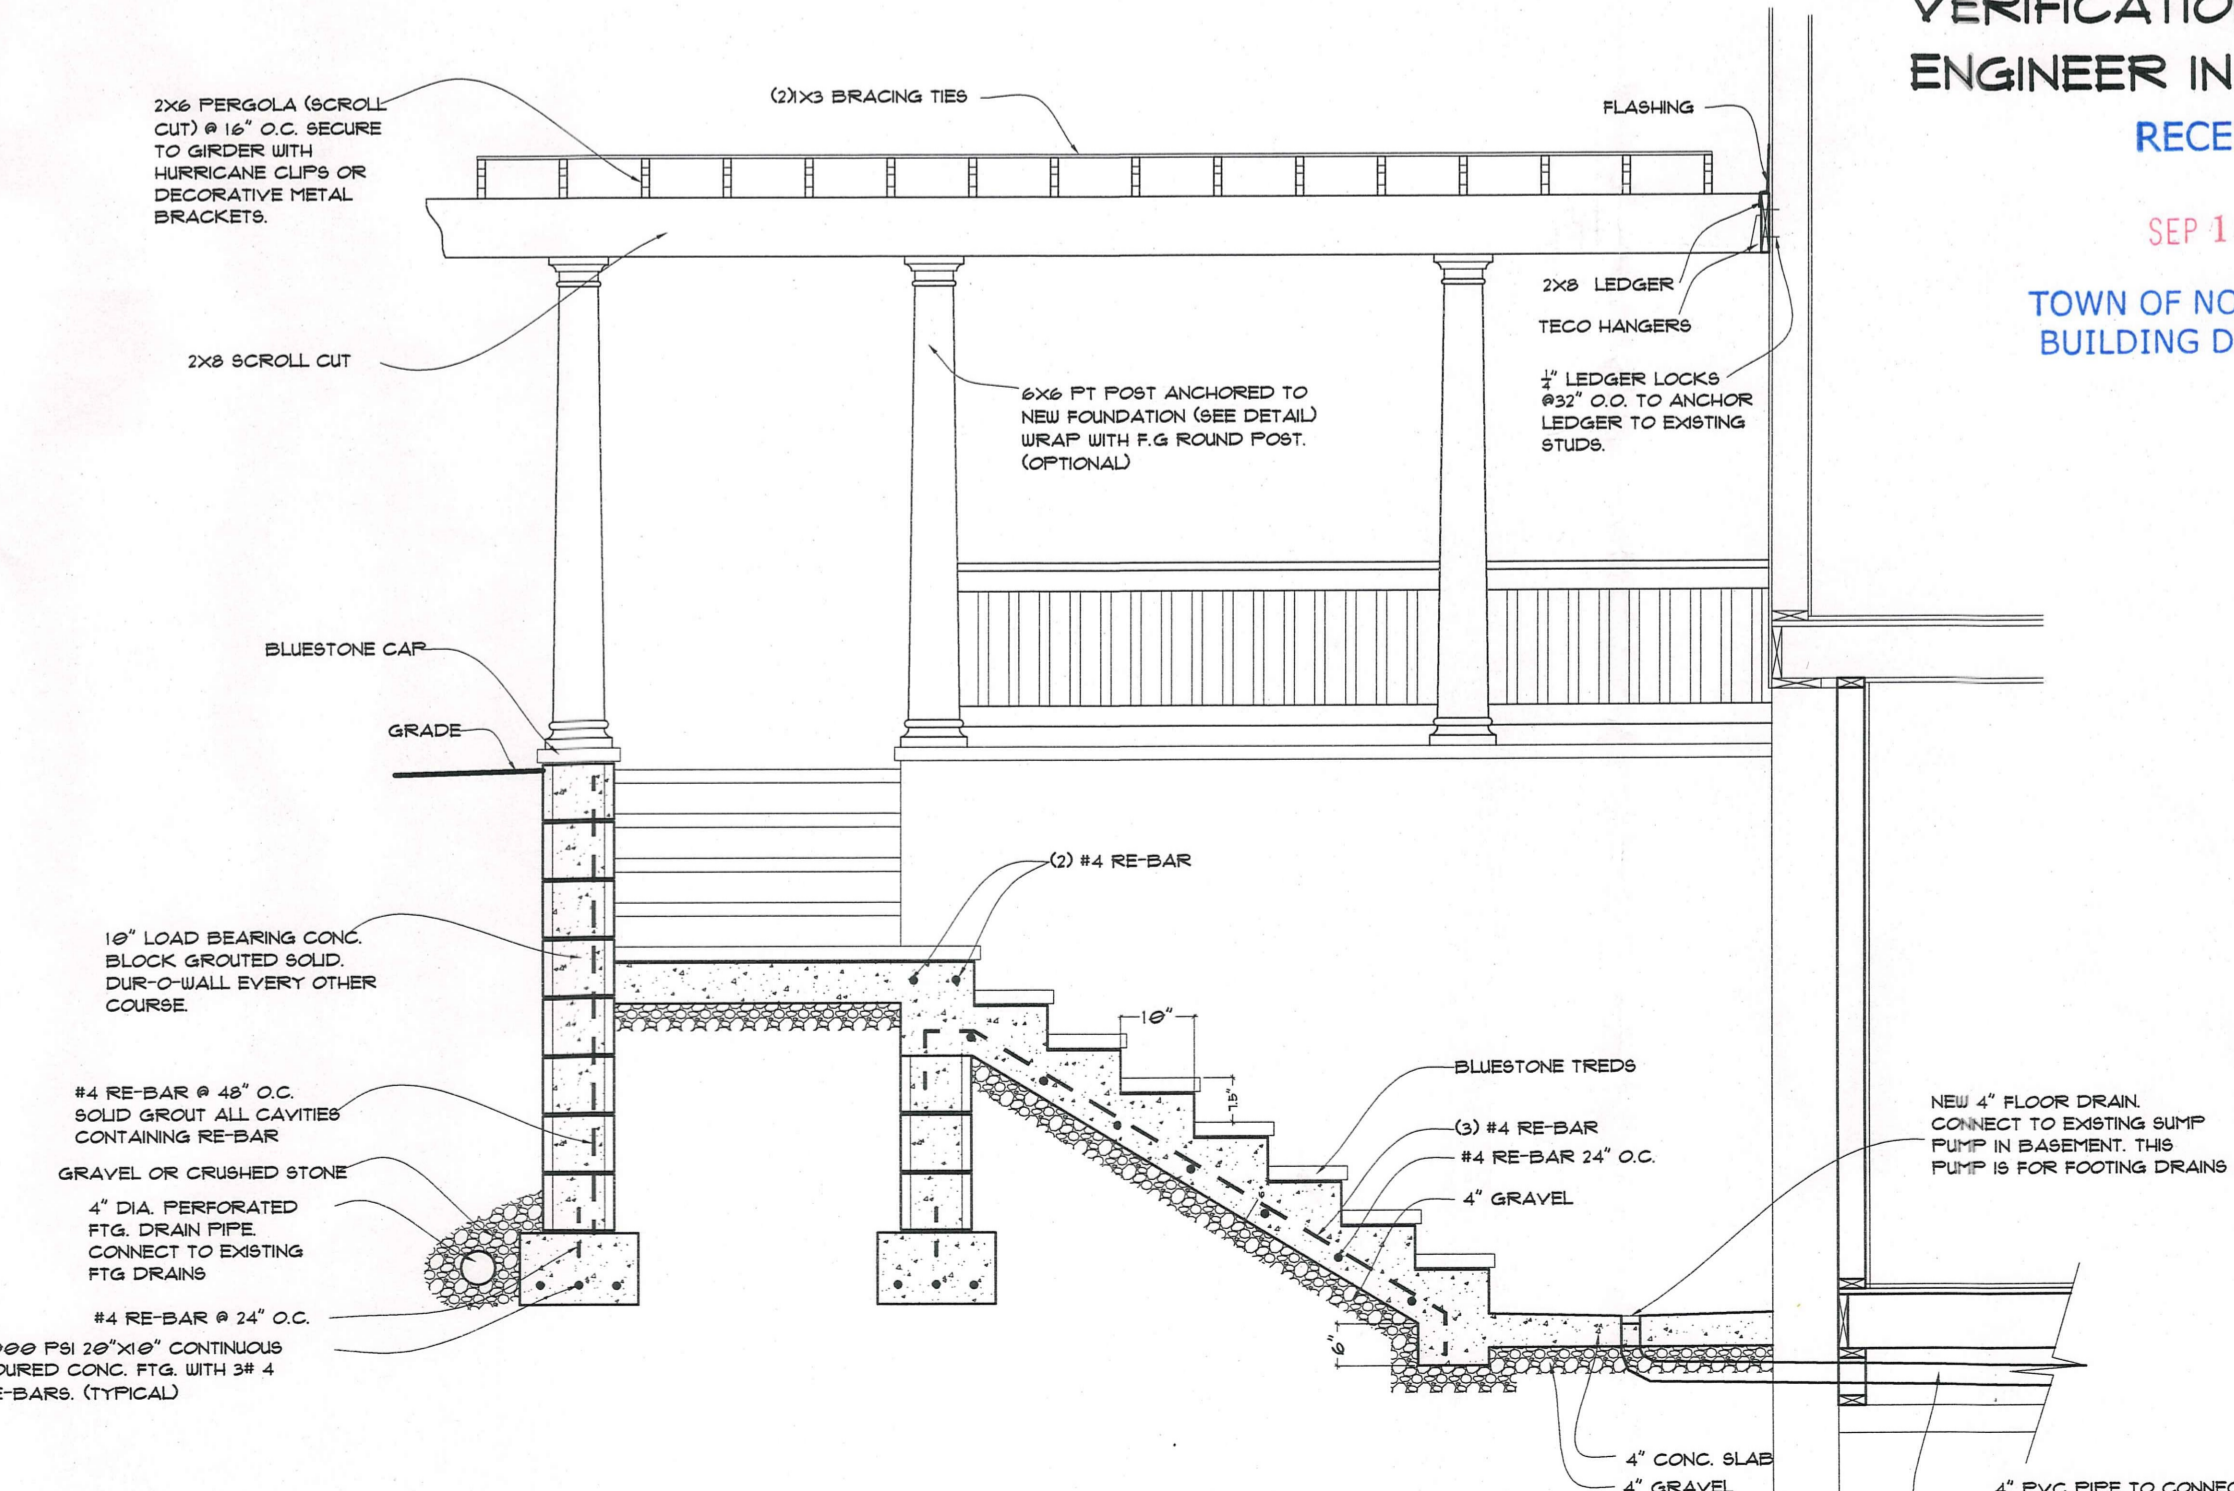 ENGINEER IN
SEP 1
TOWN OF
BUILDING
2X6 PERGOLA (SCROLL
CUT) @ 16" O.C. SECURE
TO GIRDER WITH
HURRICANE CLIPS OR
DECORATIVE METAL
BRACKETS.
(2)1X3 BRACING TIES
FLASHING
2X8 SCROLL CUT
2X8 LEDGER
TECO HANGERS
1/4" LEDGER LOCKS
@32" O.O. TO ANCHOR
LEDGER TO EXISTING
STUDS.
6X6 PT POST ANCHORED TO
NEW FOUNDATION (SEE DETAIL)
WRAP WITH F.G ROUND POST.
(OPTIONAL)
BLUESTONE CAP
GRADE
(2) #4 RE-BAR
10" LOAD BEARING CONC.
BLOCK GROUTED SOLID.
DUR-O-WALL EVERY OTHER
COURSE.
10"
7.5"
BLUESTONE TREDS
(3) #4 RE-BAR
#4 RE-BAR 24" O.C.
4" GRAVEL
6
6"
#4 RE-BAR @ 48" O.C.
SOLID GROUT ALL CAVITIES
CONTAINING RE-BAR
GRAVEL OR CRUSHED STONE
4" DIA. PERFORATED
FTG. DRAIN PIPE.
CONNECT TO EXISTING
FTG DRAINS
#4 RE-BAR @ 24" O.C.
PSI 20"X10" CONTINUOUS
CONC. FTG. WITH 3# 4
(TYPICAL)
NEW 4" FLOOR DRAIN.
CONNECT TO EXISTING SUMP
PUMP IN BASEMENT. THIS
PUMP IS FOR FOOTING DRAINS
4" CONC. SLAB
4" GRAVEL
4" PVC PIPE TO